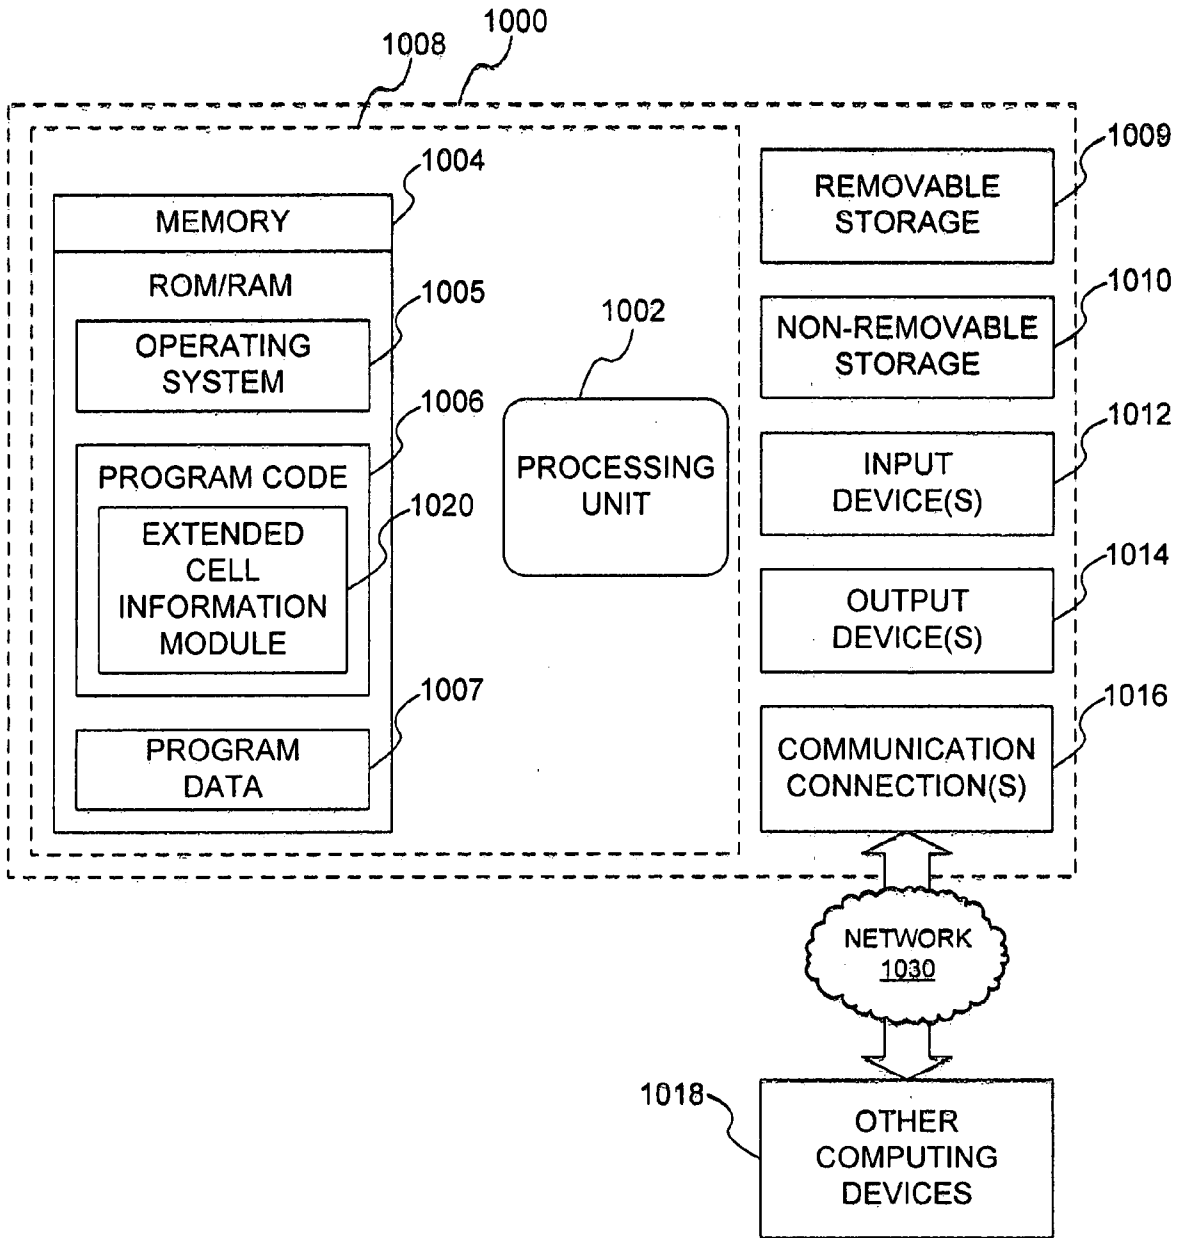 1000
1008
1004
MEMORY
ROM/RAM
1005
OPERATING
SYSTEM
1006
PROGRAM CODE
1020
EXTENDED
CELL
INFORMATION
MODULE
1007
PROGRAM
DATA
1002
PROCESSING
UNIT
1009
REMOVABLE
STORAGE
1010
NON-REMOVABLE
STORAGE
1012
INPUT
DEVICE(S)
1014
OUTPUT
DEVICE(S)
1016
COMMUNICATION
CONNECTION(S)
NETWORK
1030
1018
OTHER
COMPUTING
DEVICES